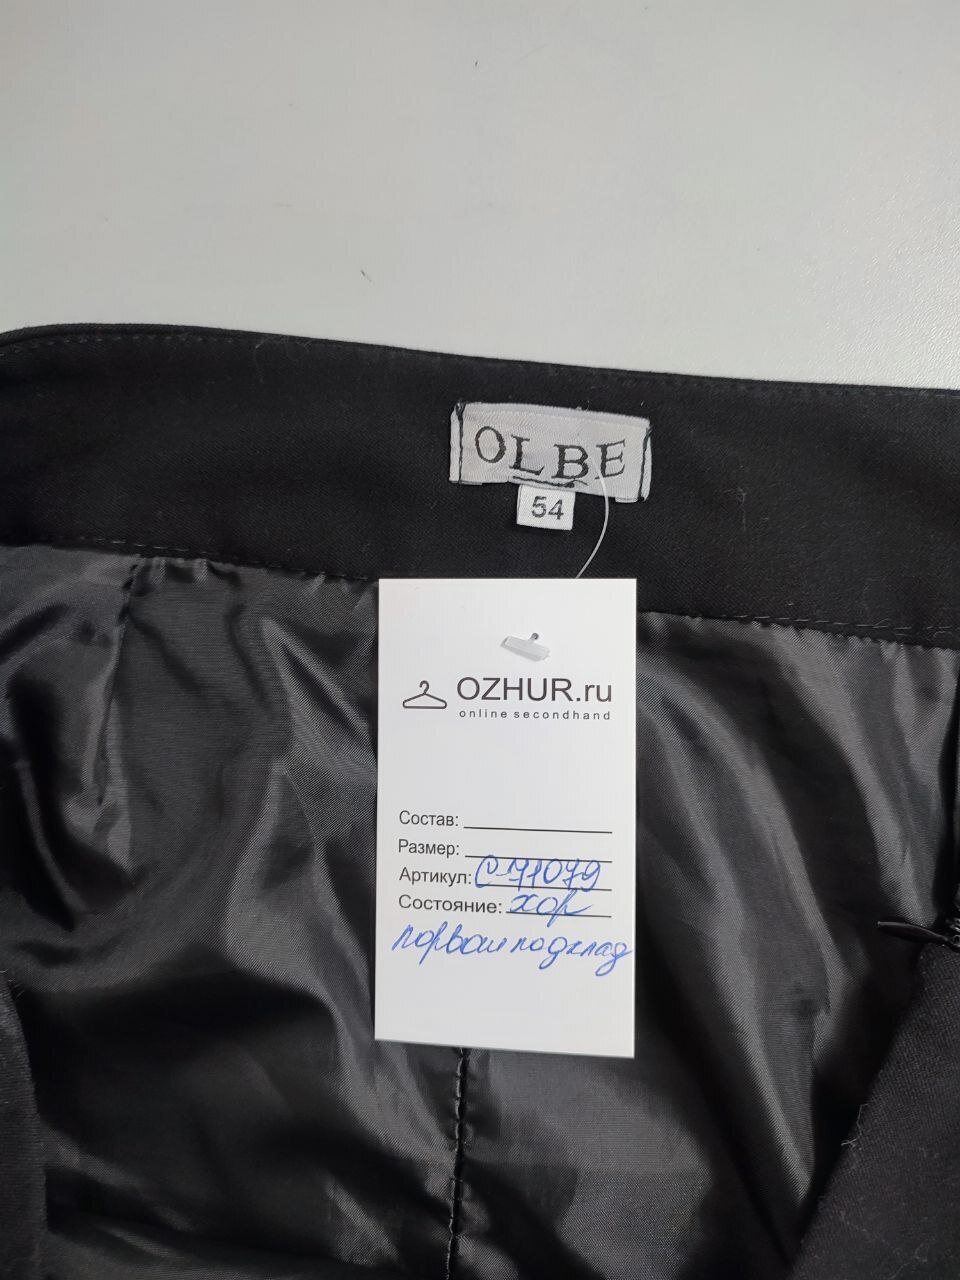 OLBE
54
OZHUR.ru
online secondhand
Состав:
Размер:
Артикул: С-71079
Состояние: хор
порван подклад